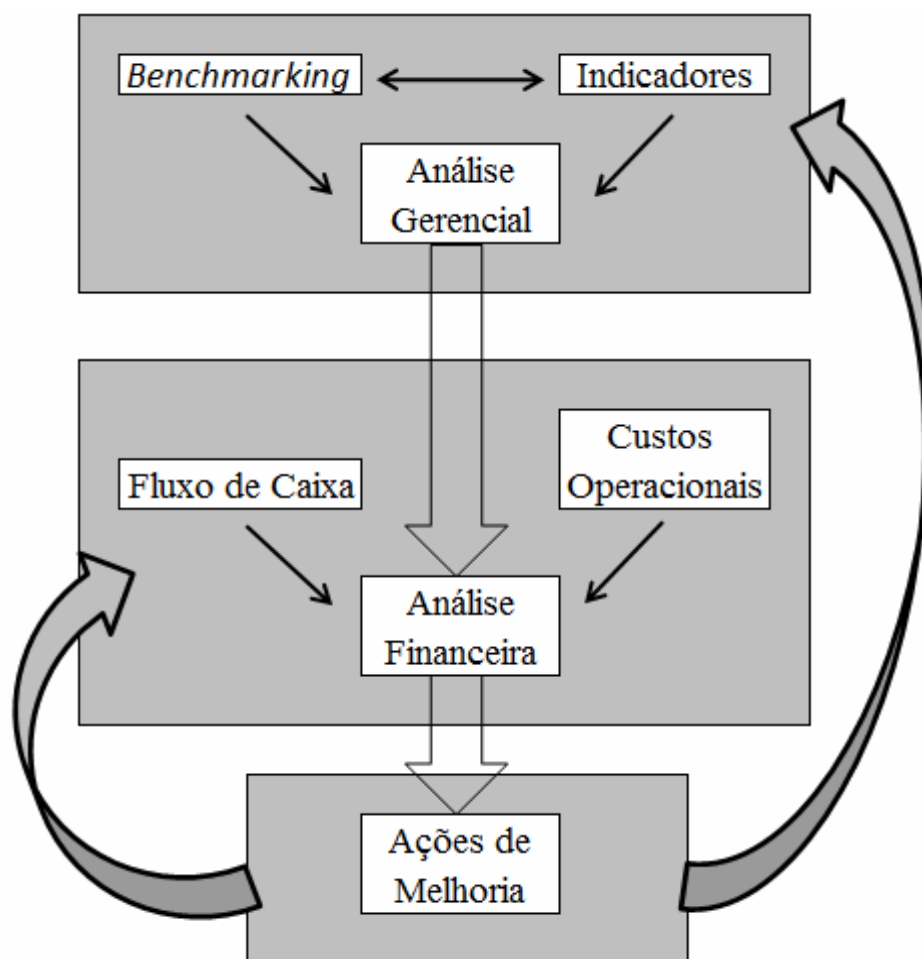 Benchmarking
Indicadores
Análise
Gerencial
Custos
Operacionais
Fluxo de Caixa
Análise
Financeira
Ações de
Melhoria